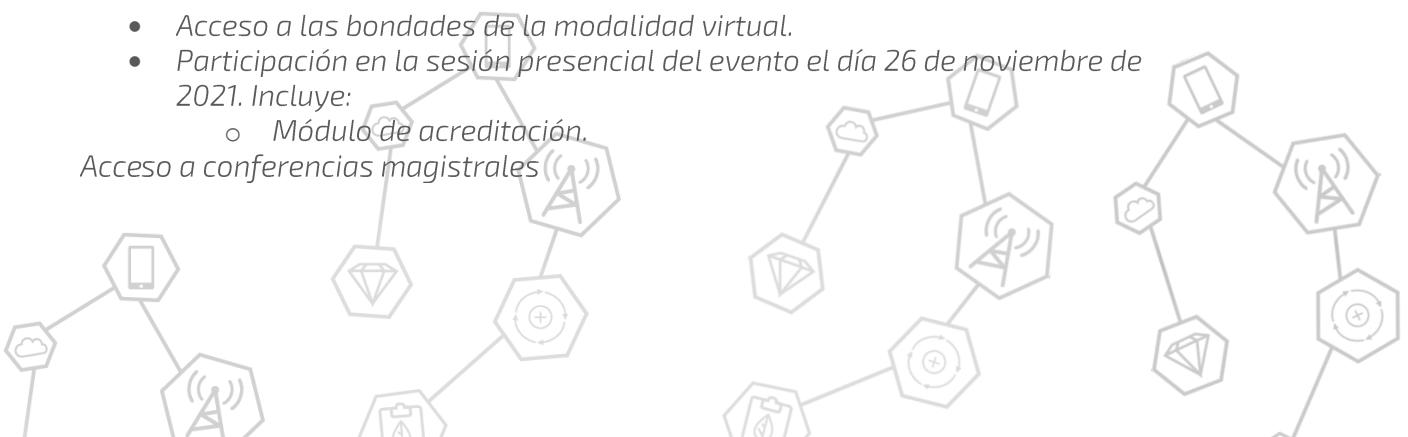 • Acceso a las bondades de la modalidad virtual.
• Participación en la sesión presencial del evento el día 26 de noviembre de
2021. Incluye:
o Módulo de acreditación.
Acceso a conferencias magistrales